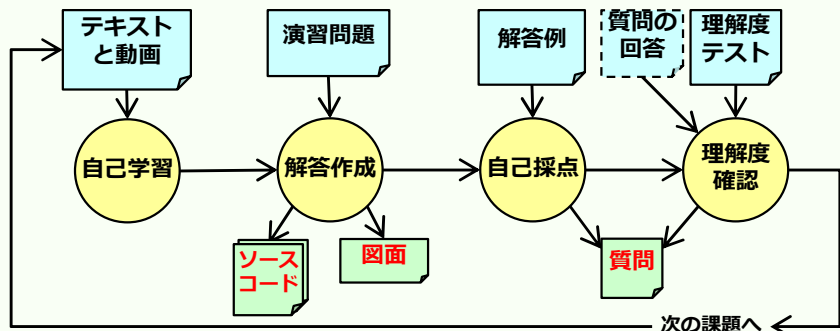 テキスト
と動画
演習問題
解答例
質問の
回答
理解度
テスト
自己学習
解答作成
自己採点
理解度
確認
ソース
コード
図面
質問
次の課題へ